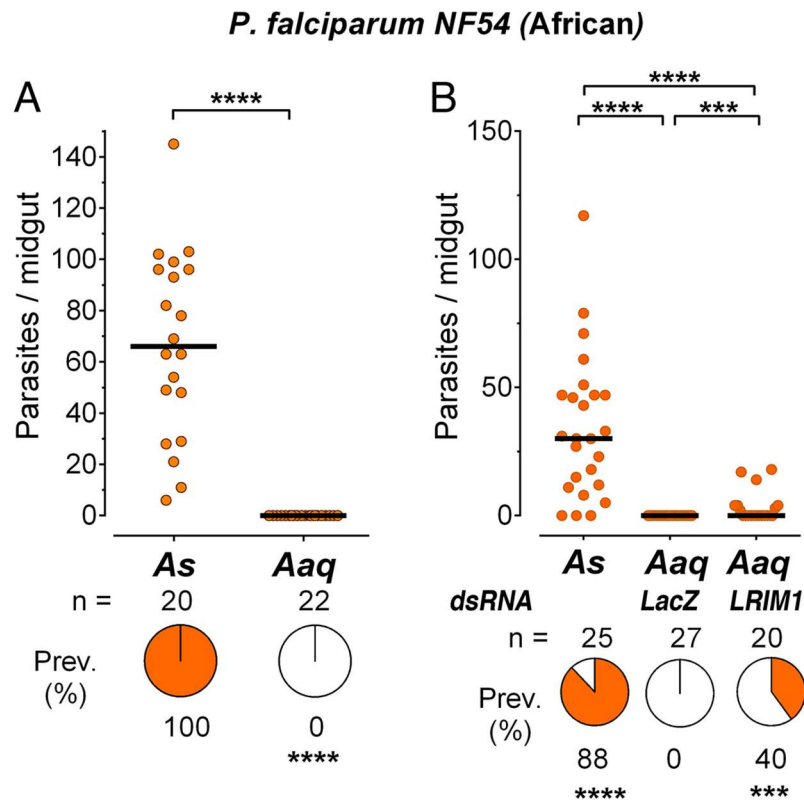 P. falciparum NF54 (African)
A
B
****
****
****
***
Parasites / midgut
140
120
100
80
60
40
20
0
Parasites / midgut
150
100
50
0
As
Aaq
As
Aaq
Aaq
dsRNA
LacZ
LRIM1
n =
20
22
n =
25
27
20
Prev.
(%)
100
0
****
Prev.
(%)
88
0
40
****
***